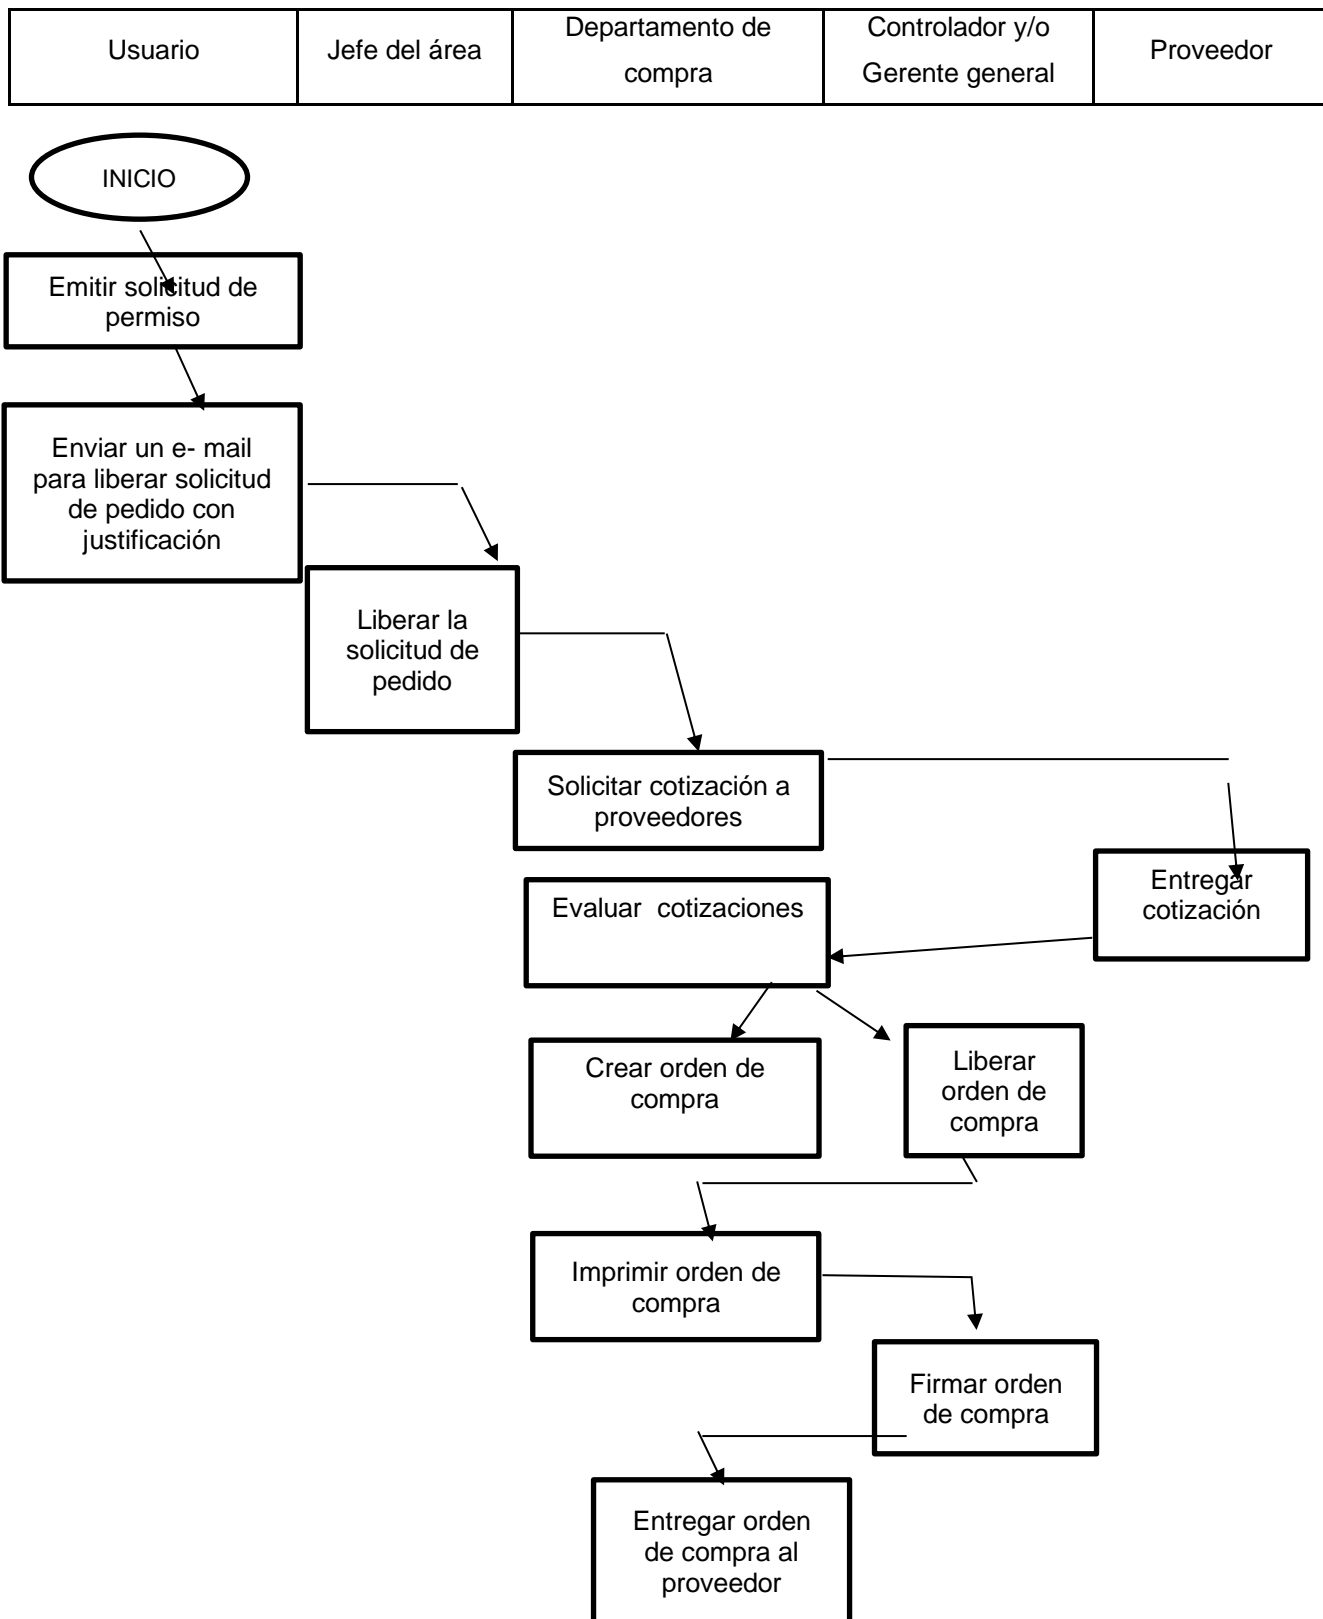 Usuario
Jefe del área
Departamento de
compra
Controlador y/o
Gerente general
Proveedor
INICIO
Emitir solicitud de
permiso
Enviar un e- mail
para liberar solicitud
de pedido con
justificación
Liberar la
solicitud de
pedido
Solicitar cotización a
proveedores
Entregar
cotización
Evaluar  cotizaciones
Crear orden de
compra
Liberar
orden de
compra
Imprimir orden de
compra
Firmar orden
de compra
Entregar orden
de compra al
proveedor